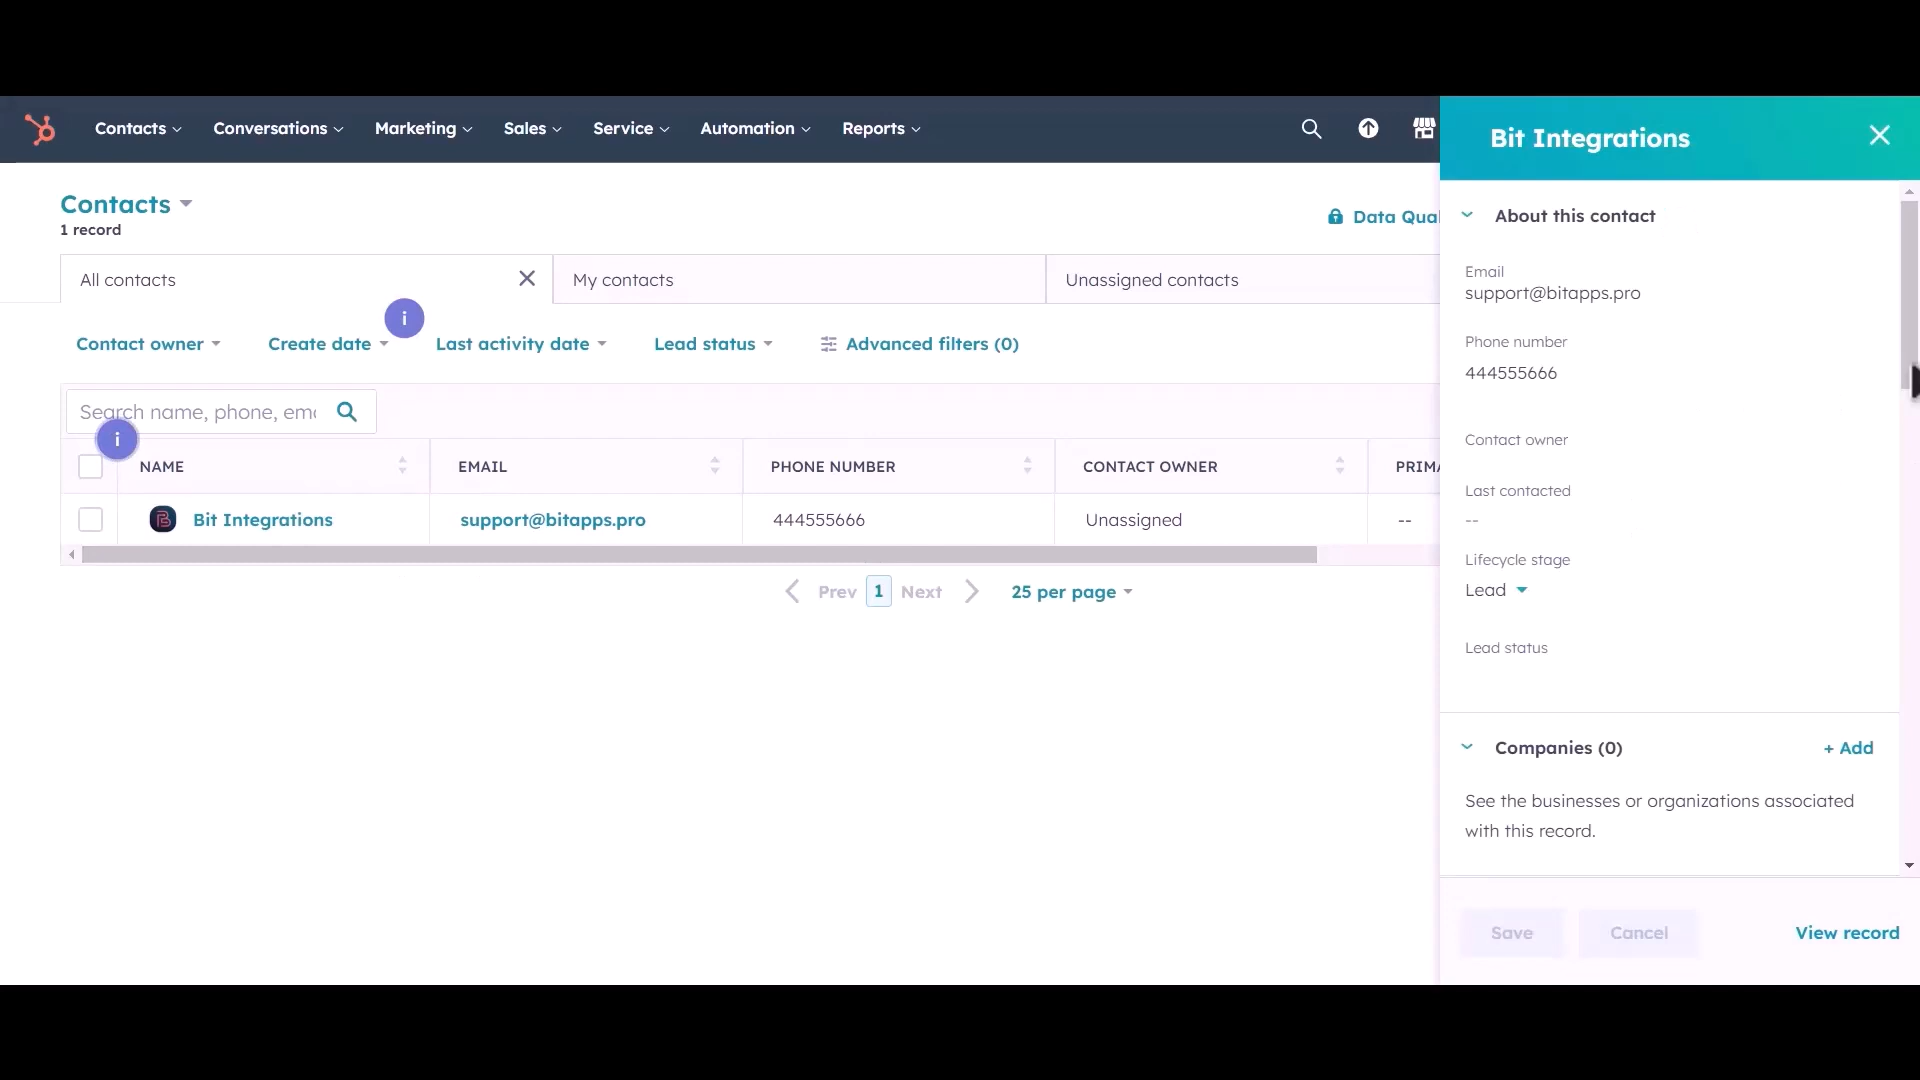 Contacts
Conversations
Marketing
Sales
Service
Automation
Reports
Contacts
1 record
Data Qual
All contacts
My contacts
Unassigned contacts
i
Contact owner
Create date
Last activity date
Lead status
Advanced filters (0)
Search name, phone, ema
i
NAME
EMAIL
PHONE NUMBER
CONTACT OWNER
PRIMA
Bit Integrations
support@bitapps.pro
444555666
Unassigned
--
Prev
1
Next
25 per page
Bit Integrations
About this contact
Email
support@bitapps.pro
Phone number
444555666
Contact owner
Last contacted
--
Lifecycle stage
Lead
Lead status
Companies (0)
+ Add
See the businesses or organizations associated
with this record.
Save
Cancel
View record